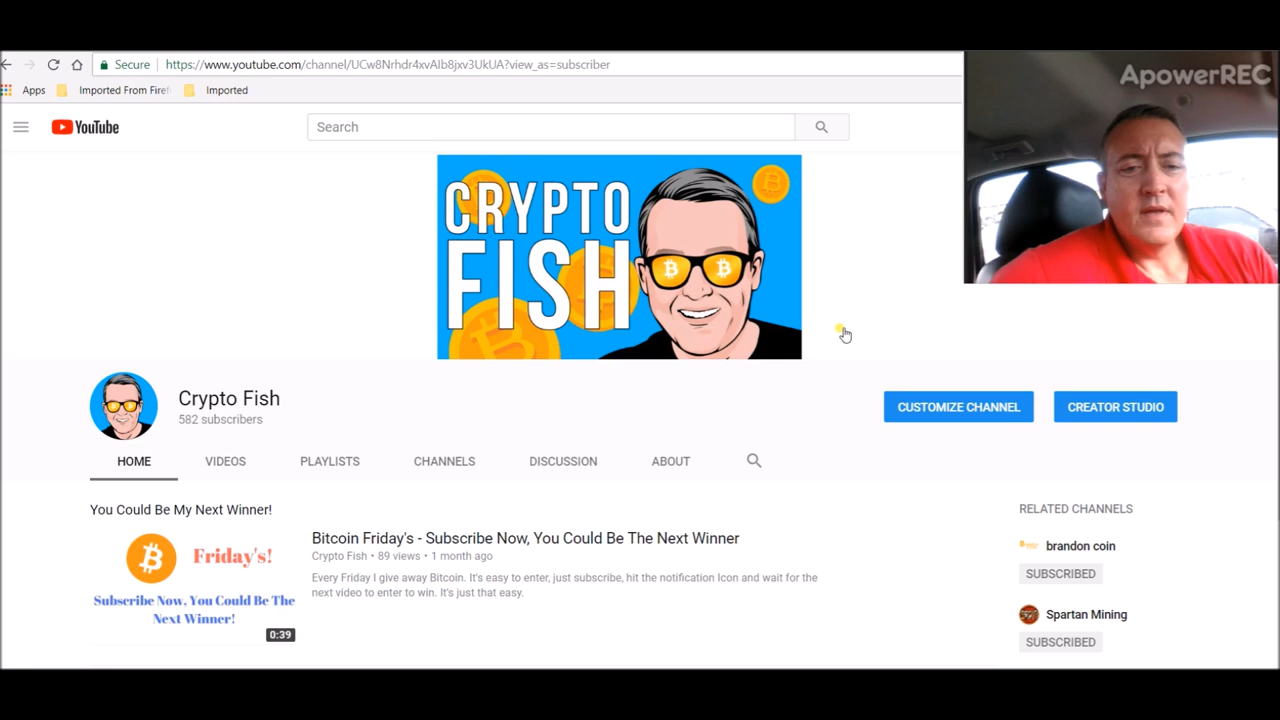 ApowerREC
Secure
https://www.youtube.com/channel/UCw8Nrhdr4xvAIb8jxv3UkUA?view_as=subscriber
Apps
Imported From Firef
Imported
YouTube
Search
CRYPTO
FISH
Crypto Fish
582 subscribers
CUSTOMIZE CHANNEL
CREATOR STUDIO
HOME
VIDEOS
PLAYLISTS
CHANNELS
DISCUSSION
ABOUT
You Could Be My Next Winner!
Friday's!
Subscribe Now, You Could Be The
Next Winner!
0:39
Bitcoin Friday's - Subscribe Now, You Could Be The Next Winner
Crypto Fish • 89 views • 1 month ago
Every Friday I give away Bitcoin. It's easy to enter, just subscribe, hit the notification Icon and wait for the
next video to enter to win. It's just that easy.
RELATED CHANNELS
brandon coin
SUBSCRIBED
Spartan Mining
SUBSCRIBED